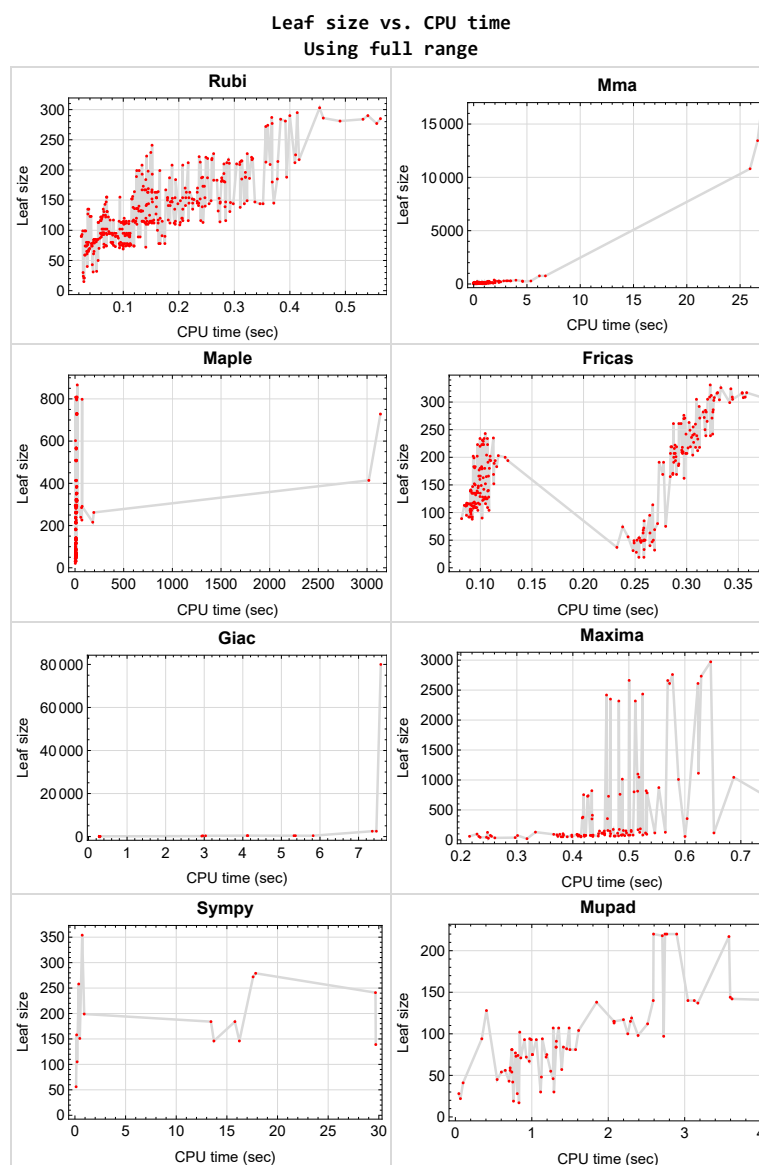 Leaf size vs. CPU time
Using full range
Rubi
Leaf size
300
250
200
150
100
50
0
0.1 0.2 0.3 0.4 0.5
CPU time (sec)
Mma
Leaf size
15000
10000
5000
0
0 5 10 15 20 25
CPU time (sec)
Maple
Leaf size
800
600
400
200
0
0 500 1000 1500 2000 2500 3000
CPU time (sec)
Fricas
Leaf size
300
250
200
150
100
50
0
0.10 0.15 0.20 0.25 0.30 0.35
CPU time (sec)
Giac
Leaf size
80000
60000
40000
20000
0
0 1 2 3 4 5 6 7
CPU time (sec)
Maxima
Leaf size
3000
2500
2000
1500
1000
500
0
0.2 0.3 0.4 0.5 0.6 0.7
CPU time (sec)
Sympy
Leaf size
350
300
250
200
150
100
50
0
0 5 10 15 20 25 30
CPU time (sec)
Mupad
Leaf size
200
150
100
50
0
0 1 2 3 4
CPU time (sec)